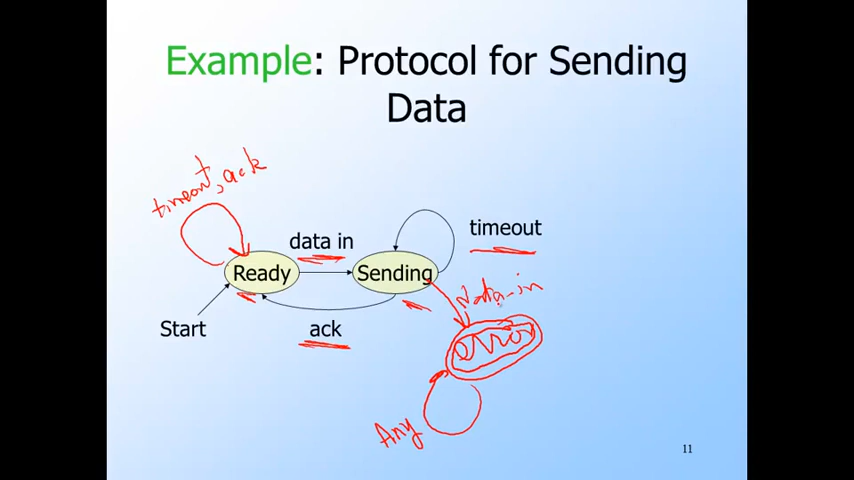 Example: Protocol for Sending
Data
timeout, ack
data in
timeout
Ready
Sending
data-in
Start
ack
error
Any
11